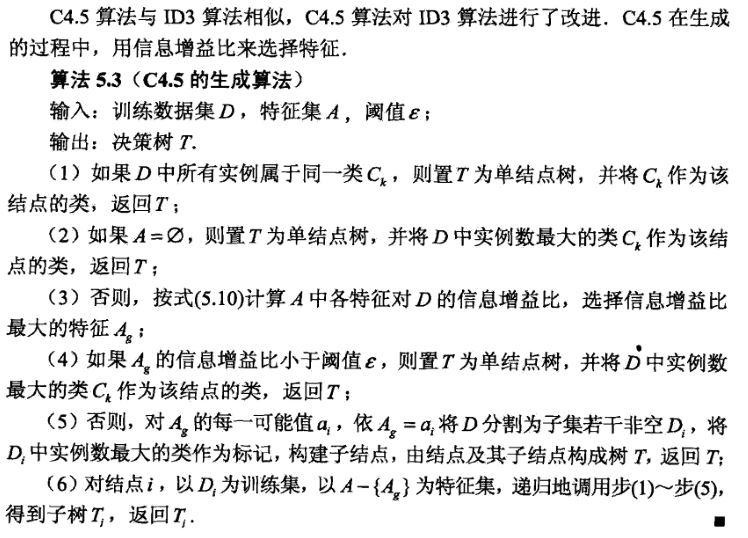 C4.5 算法与 ID3 算法相似，C4.5 算法对 ID3 算法进行了改进．C4.5 在生成
的过程中，用信息增益比来选择特征．
算法 5.3（C4.5 的生成算法）
输入：训练数据集 D，特征集 A，阈值 ε；
输出：决策树 T.
（1）如果 D 中所有实例属于同一类 Cₖ，则置 T 为单结点树，并将 Cₖ 作为该
结点的类，返回 T；
（2）如果 A=∅，则置 T 为单结点树，并将 D 中实例数最大的类 Cₖ 作为该结
点的类，返回 T；
（3）否则，按式(5.10)计算 A 中各特征对 D 的信息增益比，选择信息增益比
最大的特征 A_g；
（4）如果 A_g 的信息增益比小于阈值 ε，则置 T 为单结点树，并将 D 中实例数
最大的类 Cₖ 作为该结点的类，返回 T；
（5）否则，对 A_g 的每一可能值 aᵢ，依 A_g = aᵢ 将 D 分割为子集若干非空 Dᵢ，将
Dᵢ 中实例数最大的类作为标记，构建子结点，由结点及其子结点构成树 T，返回 T；
（6）对结点 i，以 Dᵢ 为训练集，以 A−{A_g} 为特征集，递归地调用步(1)～步(5)，
得到子树 Tᵢ，返回 Tᵢ．